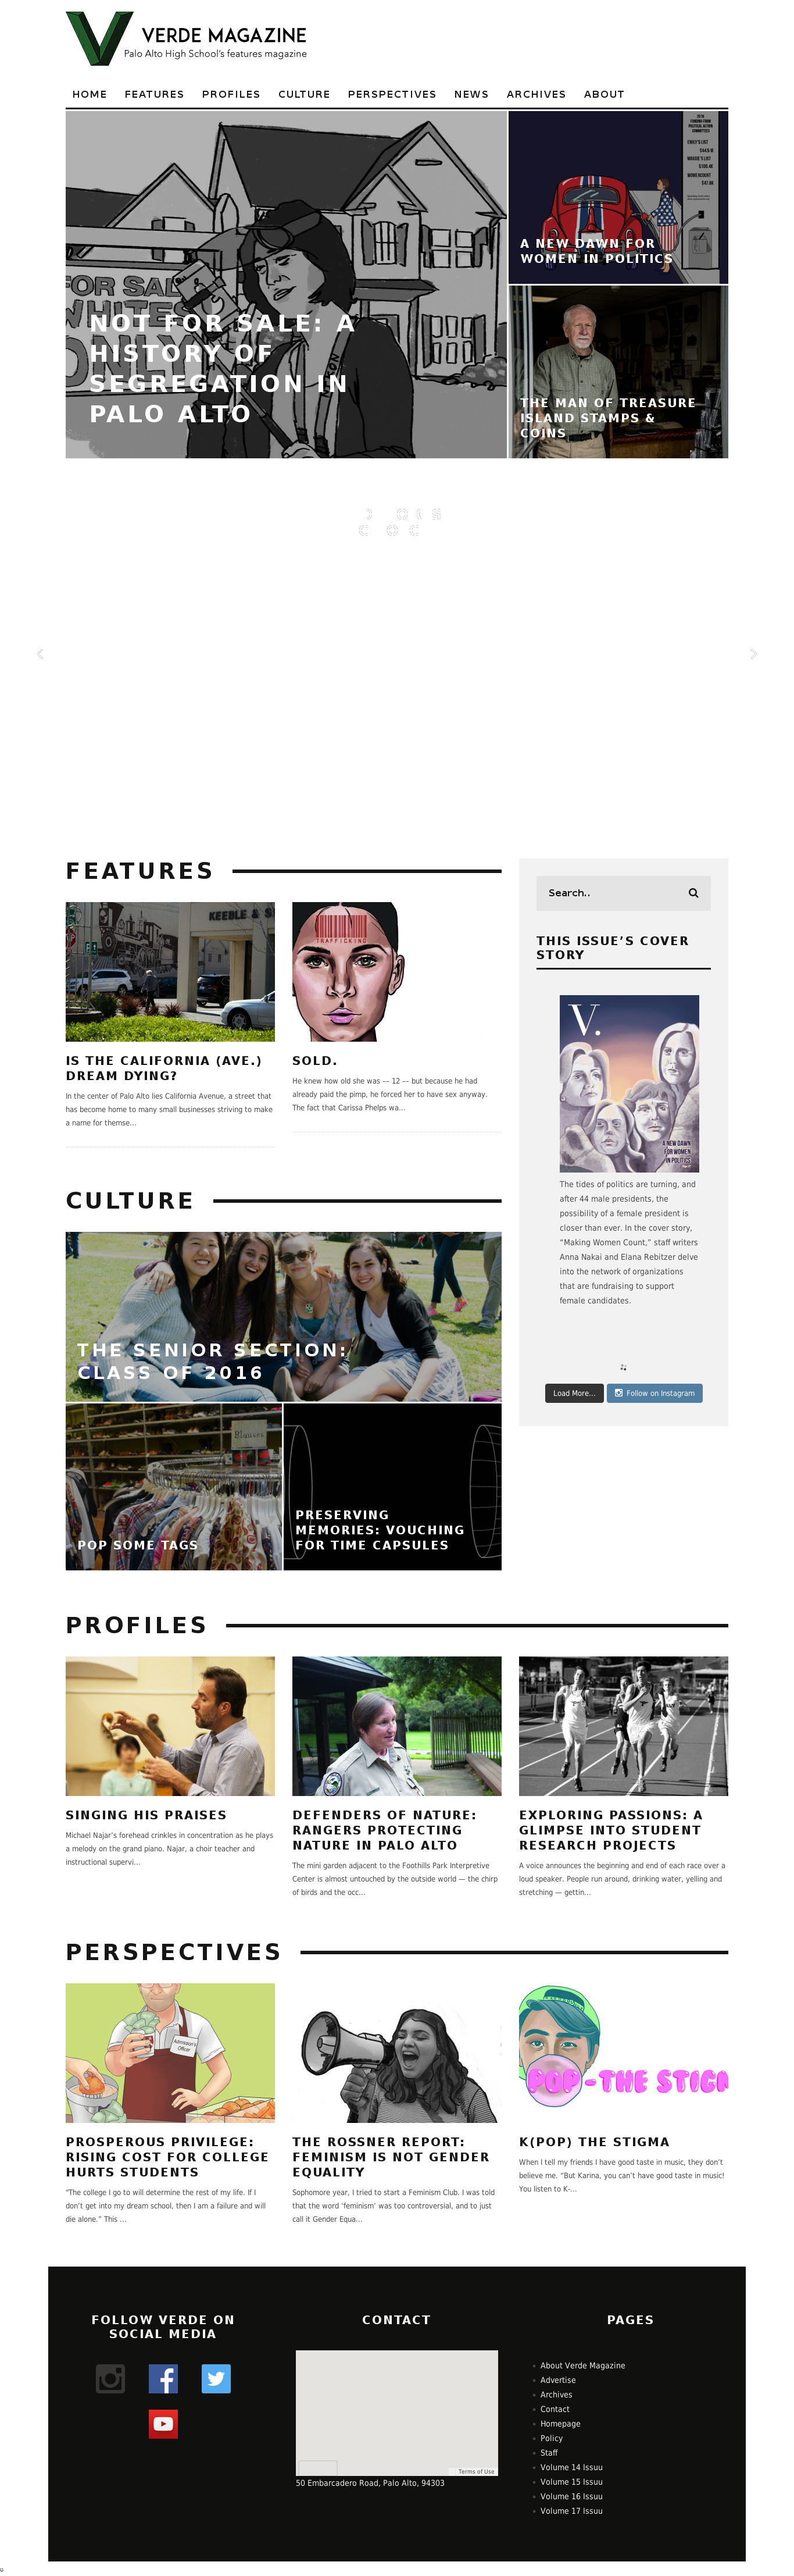 VERDE MAGAZINE
Palo Alto High School's features magazine
HOME FEATURES PROFILES CULTURE PERSPECTIVES NEWS ARCHIVES ABOUT
NOT FOR SALE: A
HISTORY OF
SEGREGATION IN
PALO ALTO
A NEW DAWN FOR
WOMEN IN POLITICS
THE MAN OF TREASURE
ISLAND STAMPS &
COINS
FEATURES
KEEBLE & S
IS THE CALIFORNIA (AVE.)
DREAM DYING?
In the center of Palo Alto lies California Avenue, a street that
has become home to many small businesses striving to make
a name for themse...
TRAFFICKING
SOLD.
He knew how old she was -- 12 -- but because he had
already paid the pimp, he forced her to have sex anyway.
The fact that Carissa Phelps wa...
Search..
THIS ISSUE'S COVER
STORY
V.
A NEW DAWN
FOR WOMEN
IN POLITICS
The tides of politics are turning, and
after 44 male presidents, the
possibility of a female president is
closer than ever. In the cover story,
“Making Women Count,” staff writers
Anna Nakai and Elana Rebitzer delve
into the network of organizations
that are fundraising to support
female candidates.
Load More...
Follow on Instagram
CULTURE
THE SENIOR SECTION:
CLASS OF 2016
Blouses
POP SOME TAGS
PRESERVING
MEMORIES: VOUCHING
FOR TIME CAPSULES
PROFILES
SINGING HIS PRAISES
Michael Najar’s forehead crinkles in concentration as he plays
a melody on the grand piano. Najar, a choir teacher and
instructional supervi...
DEFENDERS OF NATURE:
RANGERS PROTECTING
NATURE IN PALO ALTO
The mini garden adjacent to the Foothills Park Interpretive
Center is almost untouched by the outside world — the chirp
of birds and the occ...
EXPLORING PASSIONS: A
GLIMPSE INTO STUDENT
RESEARCH PROJECTS
A voice announces the beginning and end of each race over a
loud speaker. People run around, drinking water, yelling and
stretching — gettin...
PERSPECTIVES
Admission's
Officer
PROSPEROUS PRIVILEGE:
RISING COST FOR COLLEGE
HURTS STUDENTS
"The college I go to will determine the rest of my life. If I
don’t get into my dream school, then I am a failure and will
die alone.” This ...
THE ROSSNER REPORT:
FEMINISM IS NOT GENDER
EQUALITY
Sophomore year, I tried to start a Feminism Club. I was told
that the word ‘feminism’ was too controversial, and to just
call it Gender Equa...
POP-THE STIGM
K(POP) THE STIGMA
When I tell my friends I have good taste in music, they don’t
believe me. “But Karina, you can’t have good taste in music!
You listen to K-...
FOLLOW VERDE ON
SOCIAL MEDIA
CONTACT
Terms of Use
50 Embarcadero Road, Palo Alto, 94303
PAGES
About Verde Magazine
Advertise
Archives
Contact
Homepage
Policy
Staff
Volume 14 Issuu
Volume 15 Issuu
Volume 16 Issuu
Volume 17 Issuu